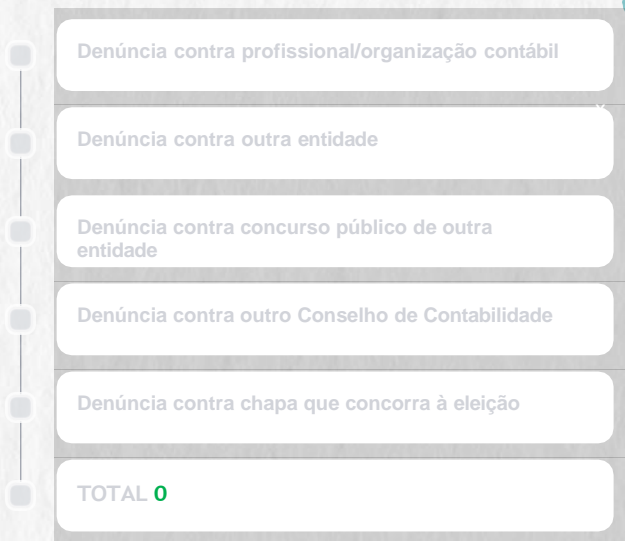 Denúncia contra profissional/organização contábil
Denúncia contra outra entidade
Denúncia contra concurso público de outra
entidade
Denúncia contra outro Conselho de Contabilidade
Denúncia contra chapa que concorra à eleição
TOTAL 0